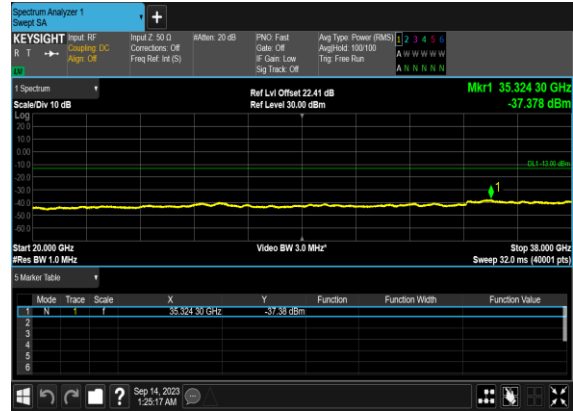 Spectrum Analyzer 1
Swept SA
+
KEYSIGHT Input: RF
R T Coupling: DC
Align: Off
LNI
Input Z: 50 Ω
Corrections: Off
Freq Ref: Int (S)
#Atten: 20 dB
PNO: Fast
Gate: Off
IF Gain: Low
Sig Track: Off
Avg Type: Power (RMS)
Avg|Hold: 100/100
Trig: Free Run
1 2 3 4 5 6
A W W W W W
A N N N N N
1 Spectrum
Scale/Div 10 dB
Ref Lvl Offset 22.41 dB
Ref Level 30.00 dBm
Mkr1 35.324 30 GHz
-37.378 dBm
Log
20.0
10.0
0.00
-10.0
-20.0
-30.0
-40.0
-50.0
-60.0
DL1 -13.00 dBm
1
Start 20.000 GHz
#Res BW 1.0 MHz
Video BW 3.0 MHz*
Stop 38.000 GHz
Sweep 32.0 ms (40001 pts)
5 Marker Table
Mode Trace Scale X Y Function Function Width Function Value
1 N 1 f 35.324 30 GHz -37.38 dBm
2
3
4
5
6
?
Sep 14, 2023
1:25:17 AM